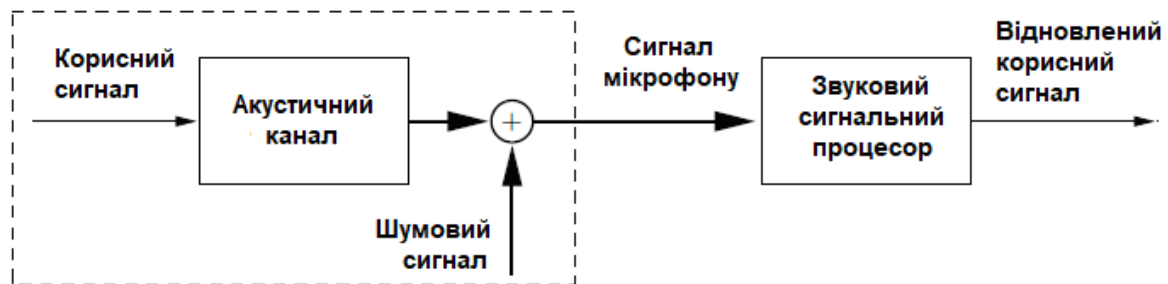 Корисний
сигнал
Акустичний
канал
+
Шумовий
сигнал
Сигнал
мікрофону
Звуковий
сигнальний
процесор
Відновлений
корисний
сигнал